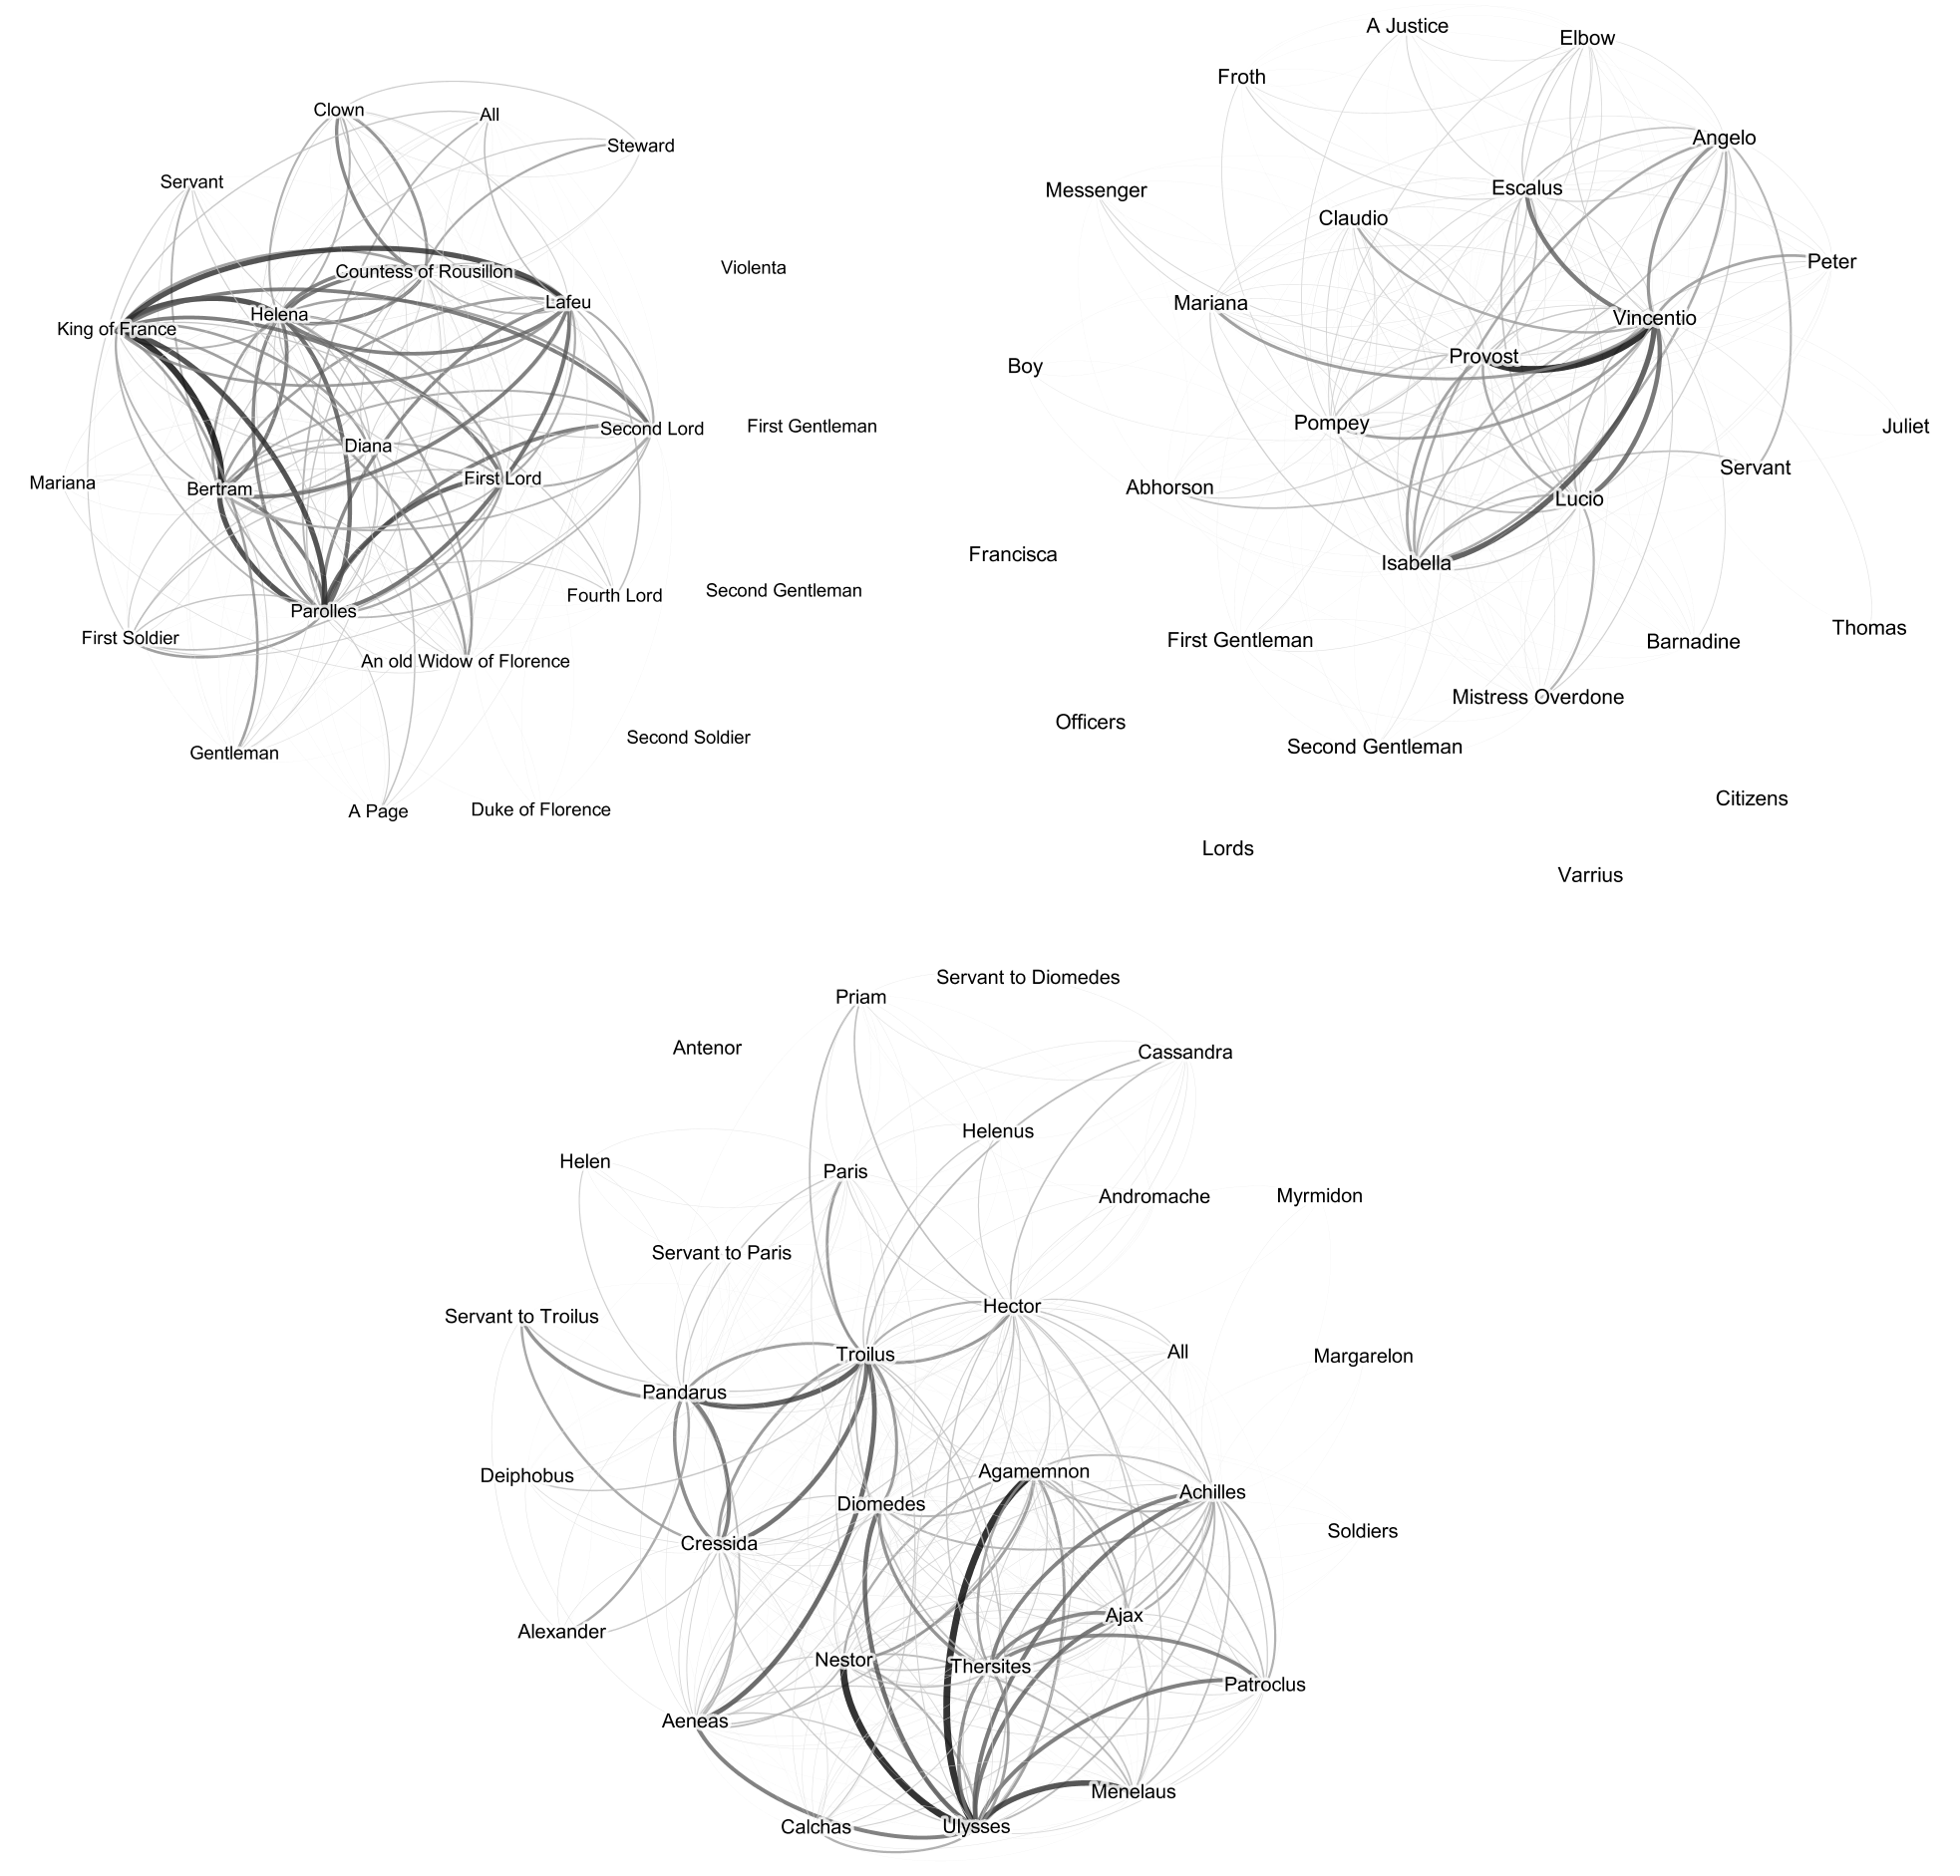 Clown
All
Steward
Servant
Violenta
Countess of Rousillon
Lafeu
Helena
King of France
Second Lord
First Gentleman
Diana
First Lord
Mariana
Bertram
Fourth Lord
Second Gentleman
Parolles
First Soldier
An old Widow of Florence
Second Soldier
Gentleman
A Page
Duke of Florence
A Justice
Elbow
Froth
Angelo
Messenger
Escalus
Claudio
Peter
Mariana
Vincentio
Provost
Boy
Pompey
Juliet
Servant
Abhorson
Lucio
Francisca
Isabella
Thomas
First Gentleman
Barnadine
Mistress Overdone
Officers
Second Gentleman
Citizens
Lords
Varrius
Servant to Diomedes
Priam
Antenor
Cassandra
Helenus
Helen
Paris
Andromache
Myrmidon
Servant to Paris
Hector
Servant to Troilus
Troilus
All
Margarelon
Pandarus
Agamemnon
Deiphobus
Achilles
Diomedes
Soldiers
Cressida
Ajax
Alexander
Nestor
Thersites
Patroclus
Aeneas
Menelaus
Calchas
Ulysses